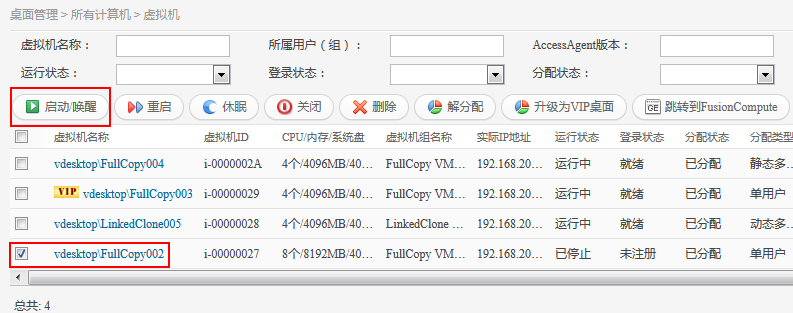 桌面管理 > 所有计算机 > 虚拟机
虚拟机名称： 所属用户（组）： AccessAgent版本：
运行状态： 登录状态： 分配状态：
启动/唤醒 重启 休眠 关闭 删除 解分配 升级为VIP桌面 GE 跳转到FusionCompute
虚拟机名称 虚拟机ID CPU/内存/系统盘 虚拟机组名称 实际IP地址 运行状态 登录状态 分配状态 分配类型
vdesktop\FullCopy004 i-0000002A 4个/4096MB/40... FullCopy VM... 192.168.20... 运行中 就绪 已分配 静态多...
VIP vdesktop\FullCopy003 i-00000029 4个/4096MB/40... FullCopy VM... 192.168.20... 运行中 就绪 已分配 单用户
vdesktop\LinkedClone005 i-00000028 4个/4096MB/40... LinkedClone ... 192.168.20... 运行中 就绪 已分配 动态多...
vdesktop\FullCopy002 i-00000027 8个/8192MB/40... FullCopy VM... 192.168.20... 已停止 未注册 已分配 单用户
总共: 4